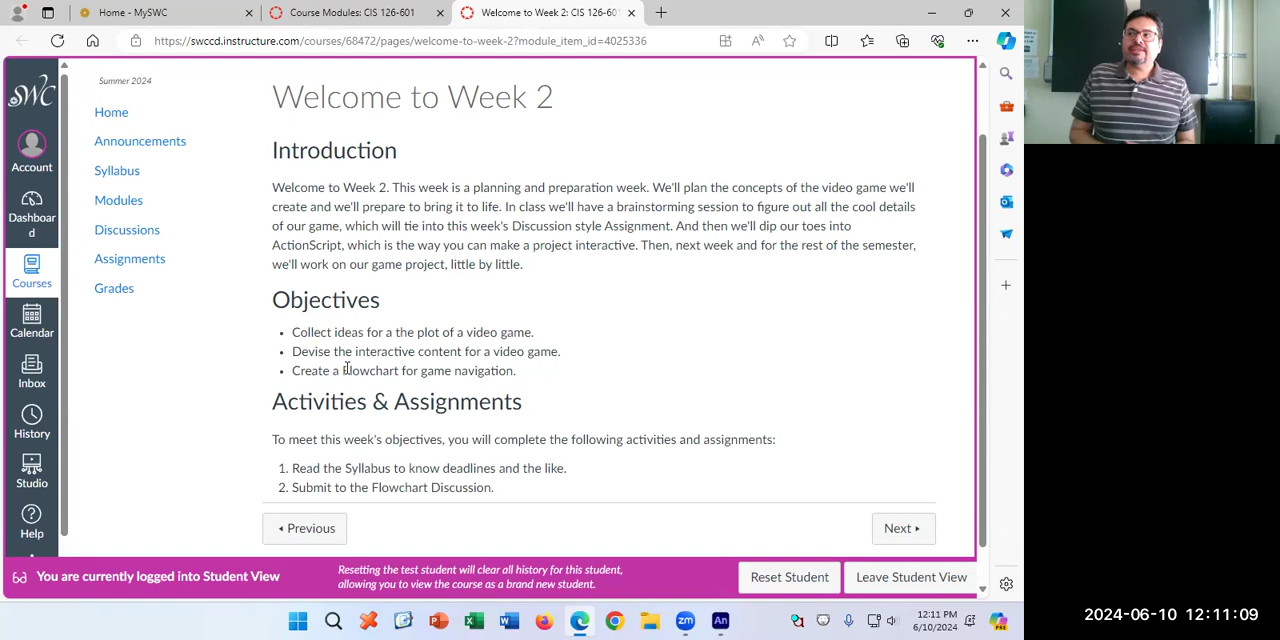 Home - MySWC
Course Modules: CIS 126-601
Welcome to Week 2: CIS 126-601
https://swccd.instructure.com/courses/68472/pages/welcome-to-week-2?module_item_id=4025336
SWC
Account
Dashboar
d
Courses
Calendar
Inbox
History
Studio
Help
Summer 2024
Home
Announcements
Syllabus
Modules
Discussions
Assignments
Grades
Welcome to Week 2
Introduction
Welcome to Week 2. This week is a planning and preparation week. We'll plan the concepts of the video game we'll
create and we'll prepare to bring it to life. In class we'll have a brainstorming session to figure out all the cool details
of our game, which will tie into this week's Discussion style Assignment. And then we'll dip our toes into
ActionScript, which is the way you can make a project interactive. Then, next week and for the rest of the semester,
we'll work on our game project, little by little.
Objectives
• Collect ideas for a the plot of a video game.
• Devise the interactive content for a video game.
• Create a flowchart for game navigation.
Activities & Assignments
To meet this week's objectives, you will complete the following activities and assignments:
1. Read the Syllabus to know deadlines and the like.
2. Submit to the Flowchart Discussion.
Previous
Next
You are currently logged into Student View
Resetting the test student will clear all history for this student,
allowing you to view the course as a brand new student.
Reset Student
Leave Student View
zm
An
12:11 PM
6/10/2024
PRE
2024-06-10 12:11:09